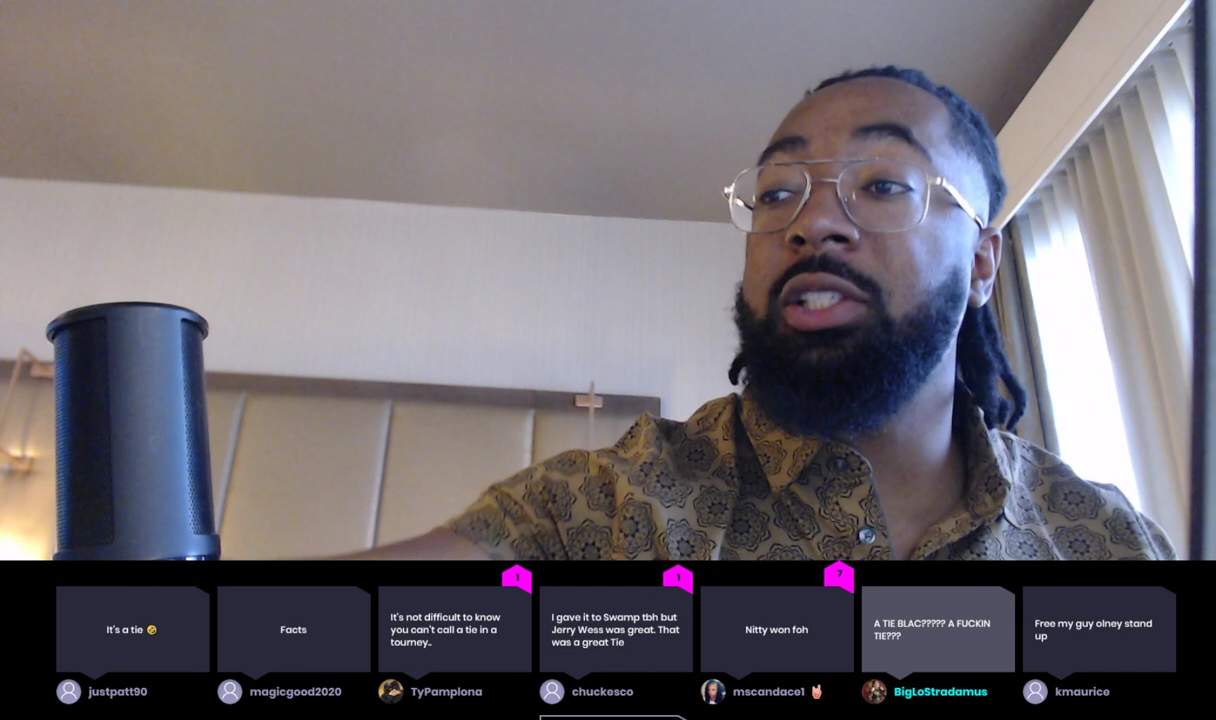 1
1
7
It's a tie 🤣
Facts
It's not difficult to know
you can't call a tie in a
tourney..
I gave it to Swamp tbh but
Jerry Wess was great. That
was a great Tie
Nitty won foh
A TIE BLAC????? A FUCKIN
TIE???
Free my guy olney stand
up
justpatt90
magicgood2020
TyPamplona
chuckesco
mscandace1 🤘🏻
BigLoStradamus
kmaurice